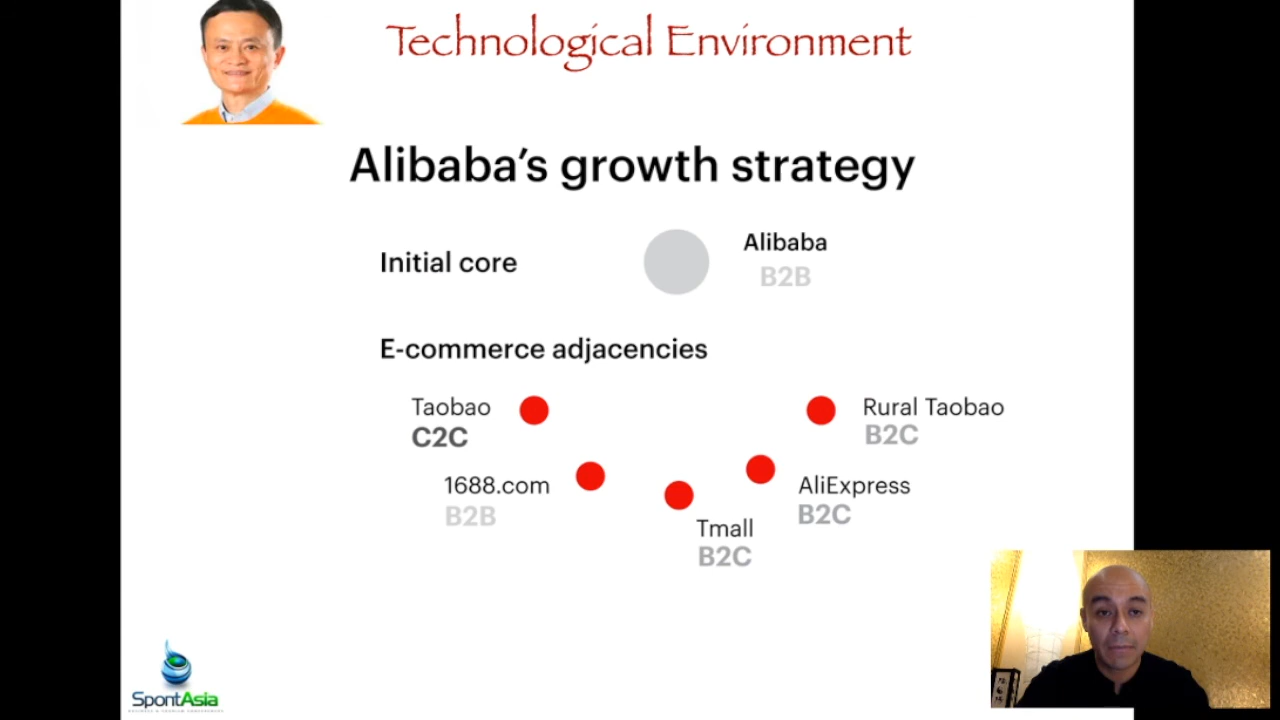 Technological Environment
Alibaba's growth strategy
Initial core
Alibaba
B2B
E-commerce adjacencies
Taobao
C2C
Rural Taobao
B2C
1688.com
B2B
AliExpress
B2C
Tmall
B2C
SpontAsia